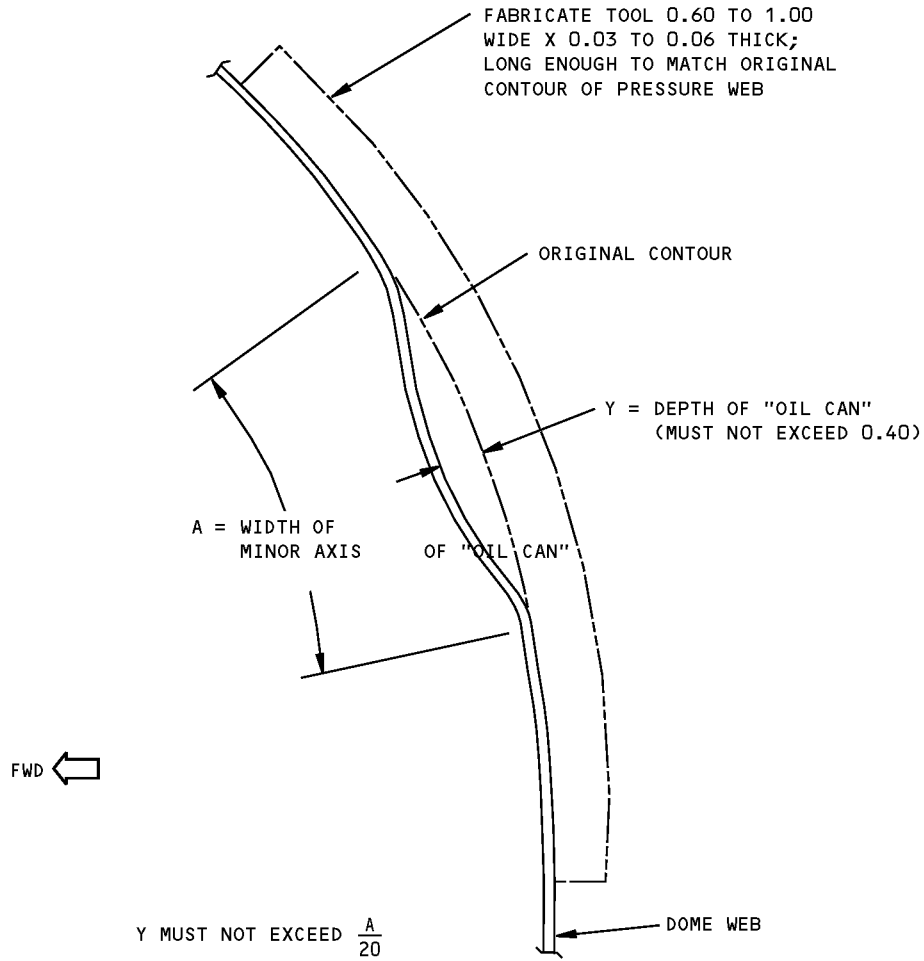 FABRICATE TOOL 0.60 TO 1.00
WIDE X 0.03 TO 0.06 THICK;
LONG ENOUGH TO MATCH ORIGINAL
CONTOUR OF PRESSURE WEB
ORIGINAL CONTOUR
Y = DEPTH OF "OIL CAN"
(MUST NOT EXCEED 0.40)
A = WIDTH OF
MINOR AXIS OF "OIL CAN"
FWD
Y MUST NOT EXCEED A/20
DOME WEB